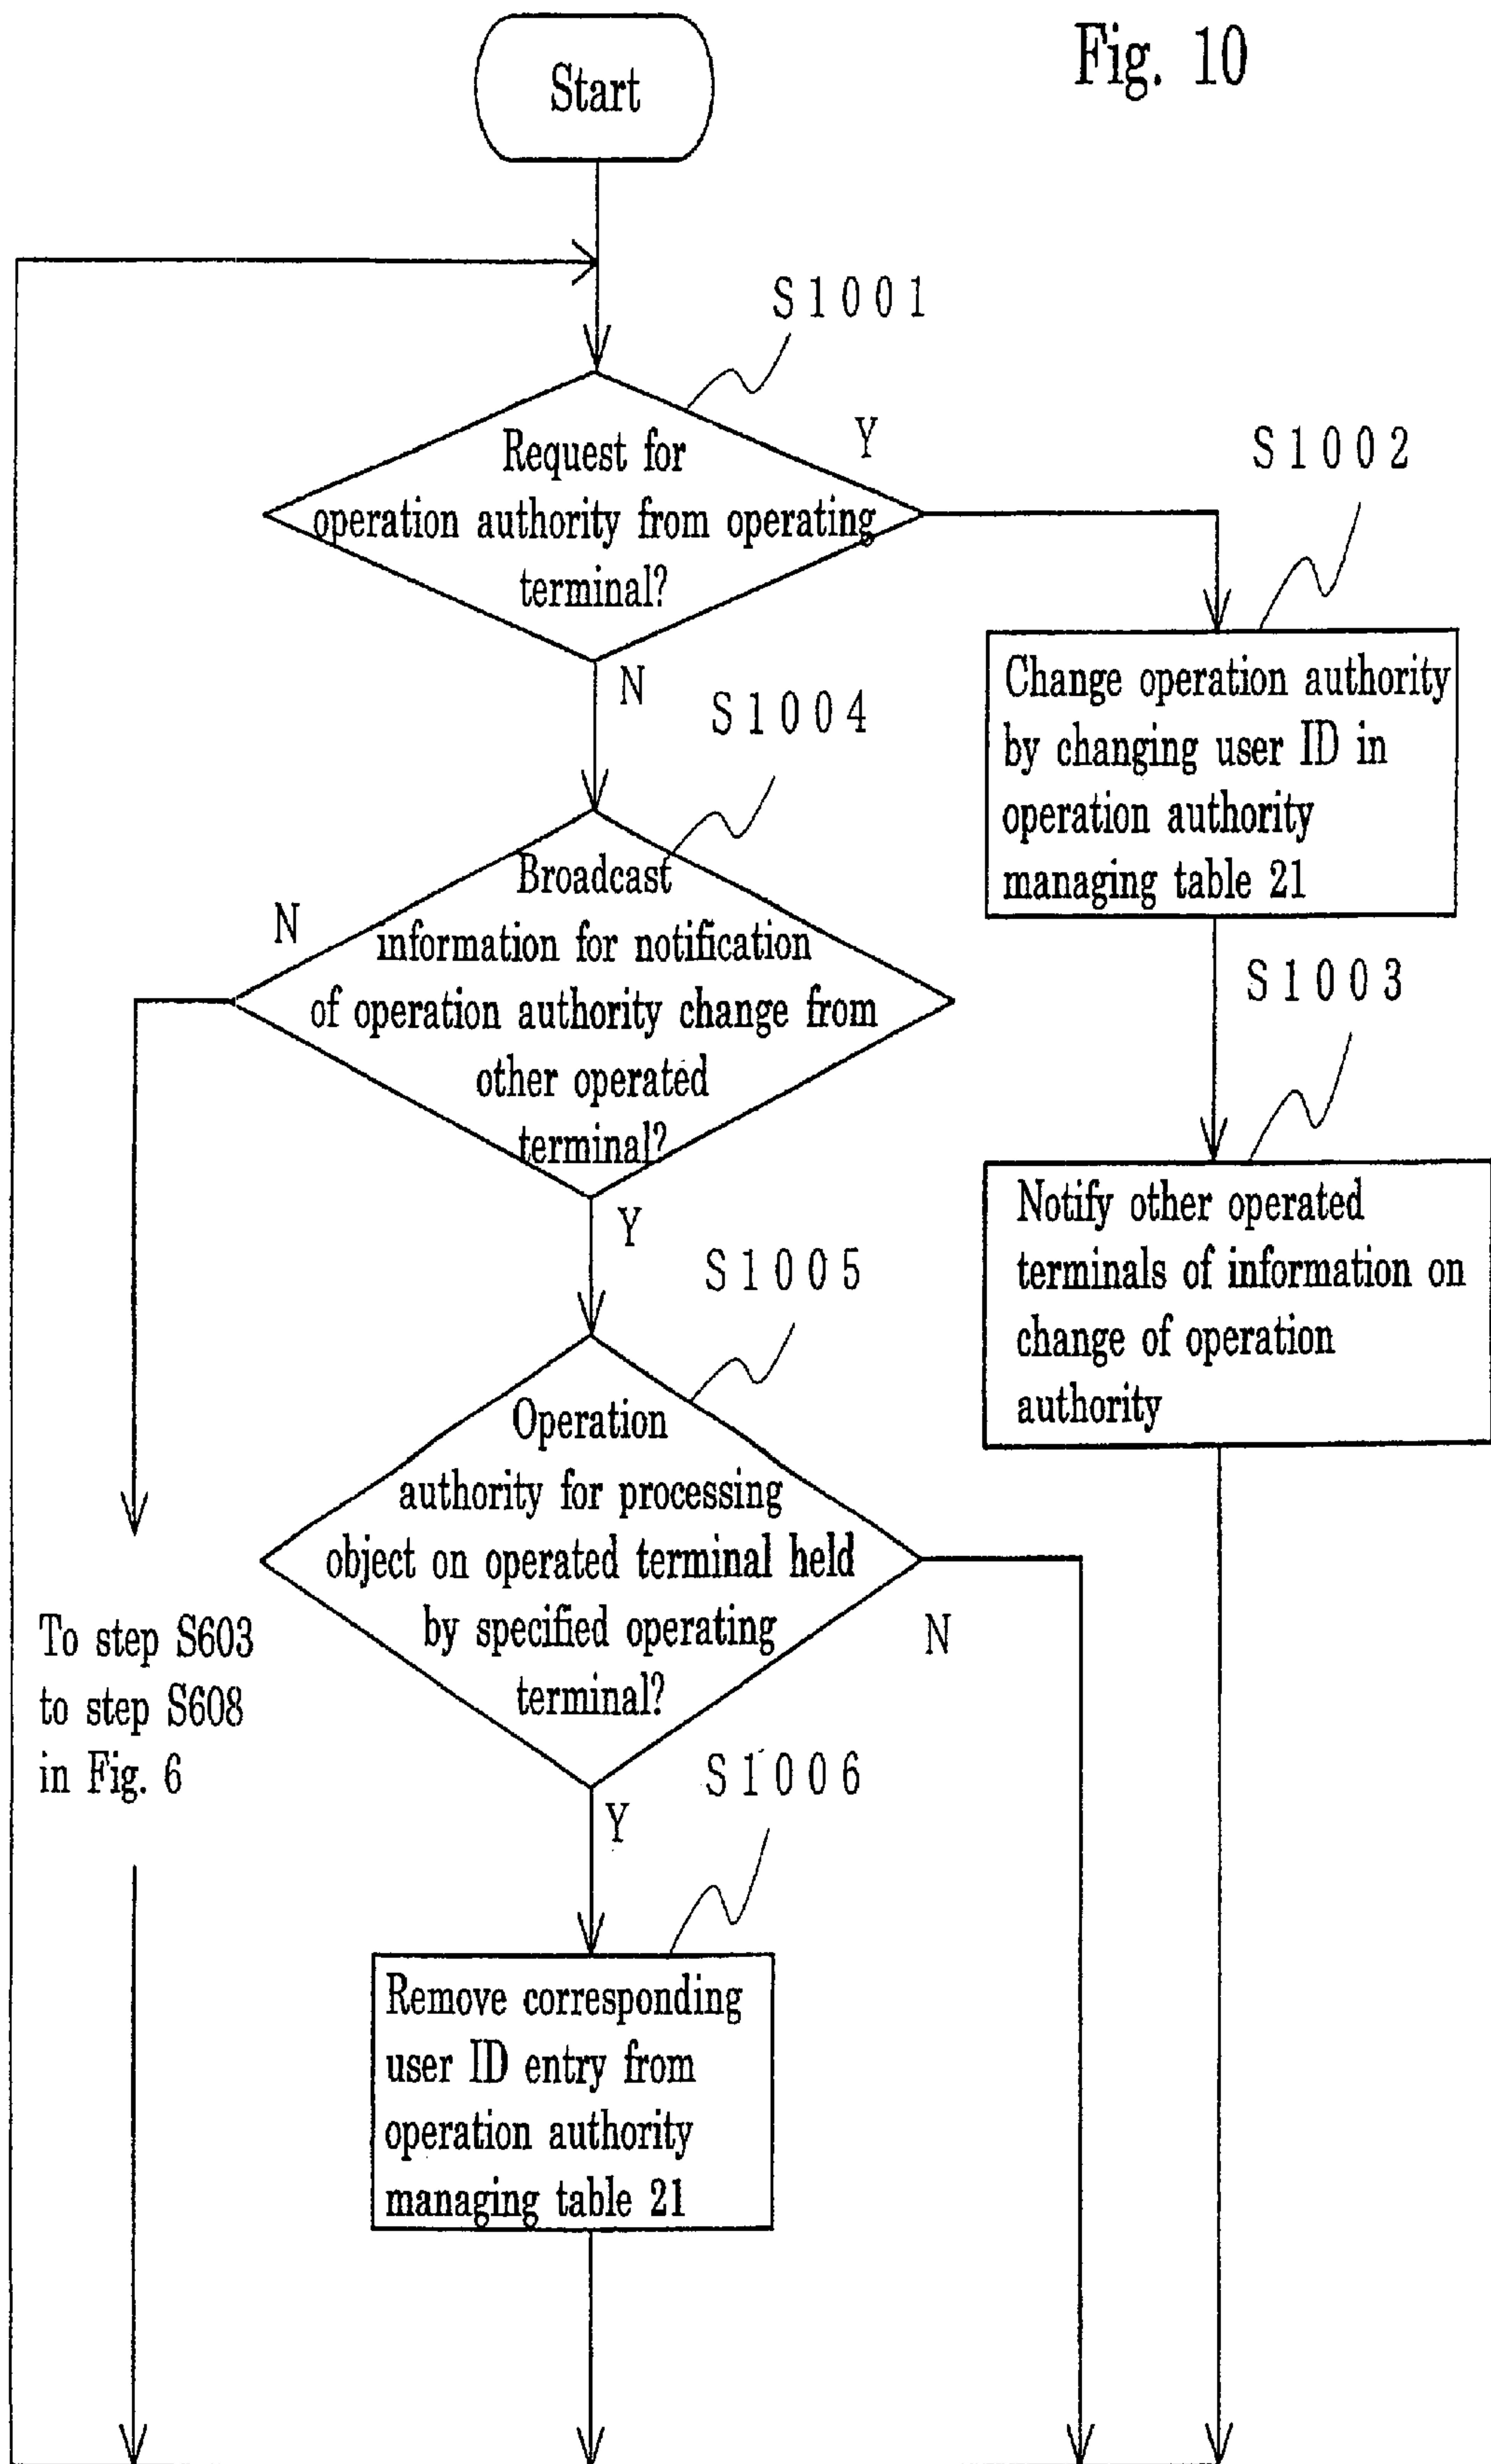 Fig. 10
Start
S1001
Request for
operation authority from operating
terminal?
Y
N
S1002
Change operation authority
by changing user ID in
operation authority
managing table 21
S1003
Notify other operated
terminals of information on
change of operation
authority
S1004
Broadcast
information for notification
of operation authority change from
other operated
terminal?
N
Y
S1005
Operation
authority for processing
object on operated terminal held
by specified operating
terminal?
N
Y
To step S603
to step S608
in Fig. 6
S1006
Remove corresponding
user ID entry from
operation authority
managing table 21